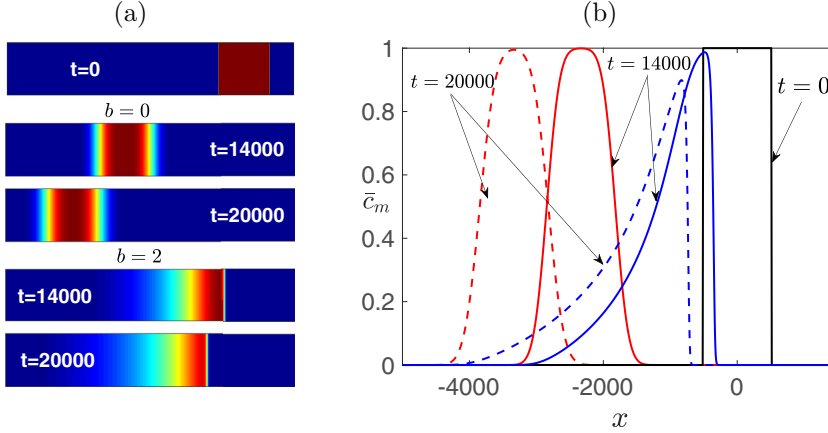 (a)
t=0
b = 0
t=14000
t=20000
b = 2
t=14000
t=20000
(b)
1
0.8
0.6
0.4
0.2
0
c̄ₘ
t = 20000
t = 14000
t = 0
-4000
-2000
0
x